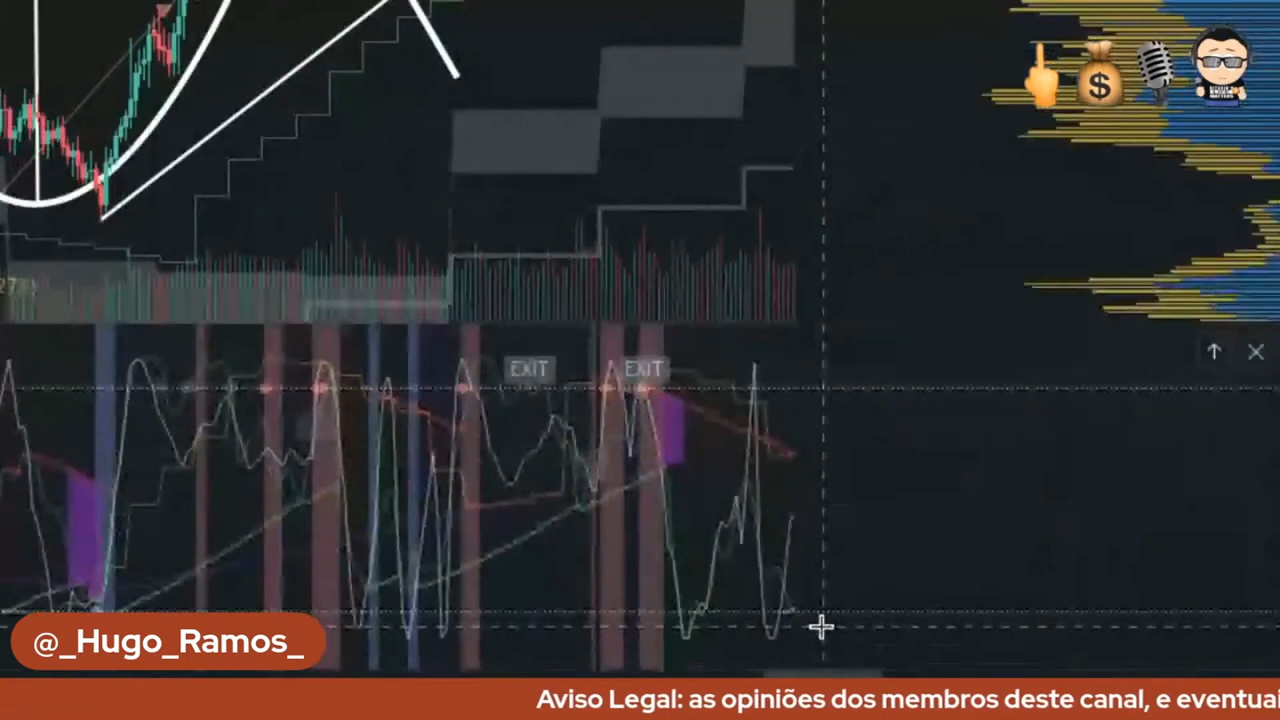 $
EXIT
EXIT
@_Hugo_Ramos_
Aviso Legal: as opiniões dos membros deste canal, e eventuai